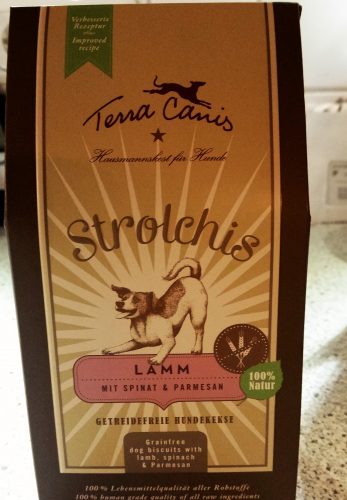 Verbesserte
Rezeptur
Improved
recipe
Terra Canis
Hausmannskost für Hunde
Strolchis
LAMM
MIT SPINAT & PARMESAN
100%
Natur
GETREIDEFREIE HUNDEKEKSE
Grainfree
dog biscuits with
lamb, spinach
& Parmesan
100% Lebensmittelqualität aller Rohstoffe
100% human grade quality of all raw ingredients